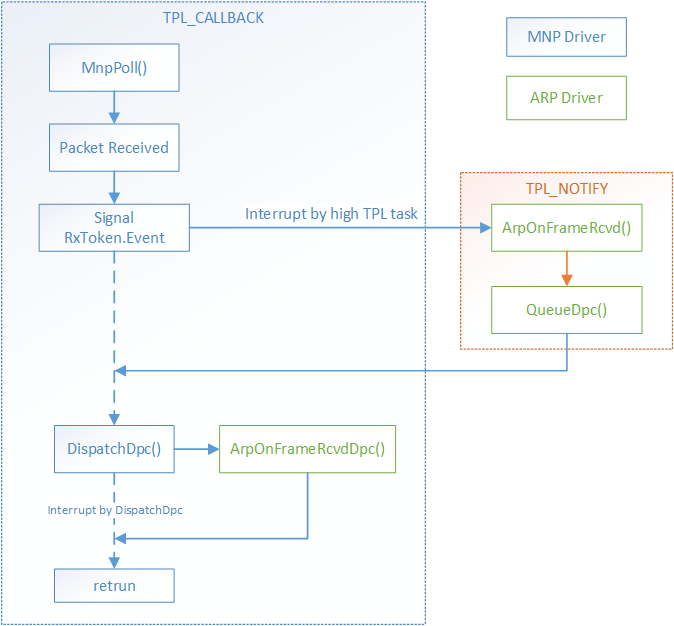 TPL_CALLBACK
MnpPoll()
Packet Received
Signal
RxToken.Event
Interrupt by high TPL task
MNP Driver
ARP Driver
TPL_NOTIFY
ArpOnFrameRcvd()
QueueDpc()
DispatchDpc()
ArpOnFrameRcvdDpc()
Interrupt by DispatchDpc
retrun